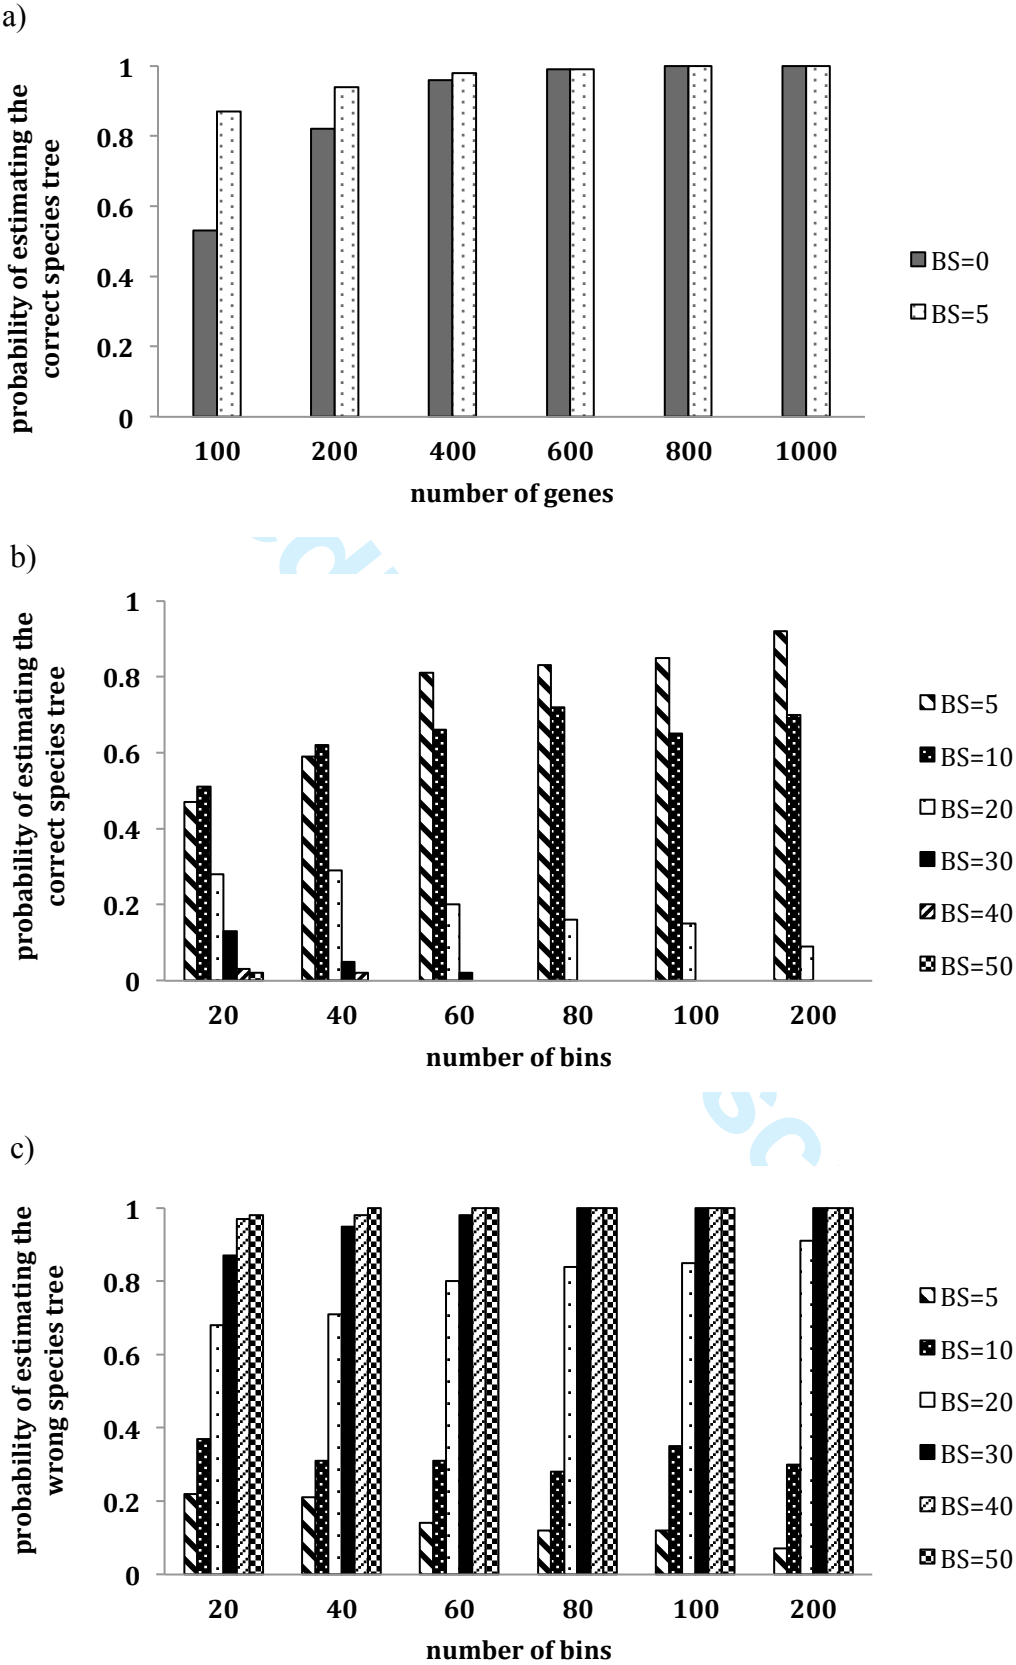 a)
probability of estimating the
correct species tree
1
0.8
0.6
0.4
0.2
0
100 200 400 600 800 1000
number of genes
BS=0
BS=5
b)
probability of estimating the
correct species tree
1
0.8
0.6
0.4
0.2
0
20 40 60 80 100 200
number of bins
BS=5
BS=10
BS=20
BS=30
BS=40
BS=50
c)
probability of estimating the
wrong species tree
1
0.8
0.6
0.4
0.2
0
20 40 60 80 100 200
number of bins
BS=5
BS=10
BS=20
BS=30
BS=40
BS=50